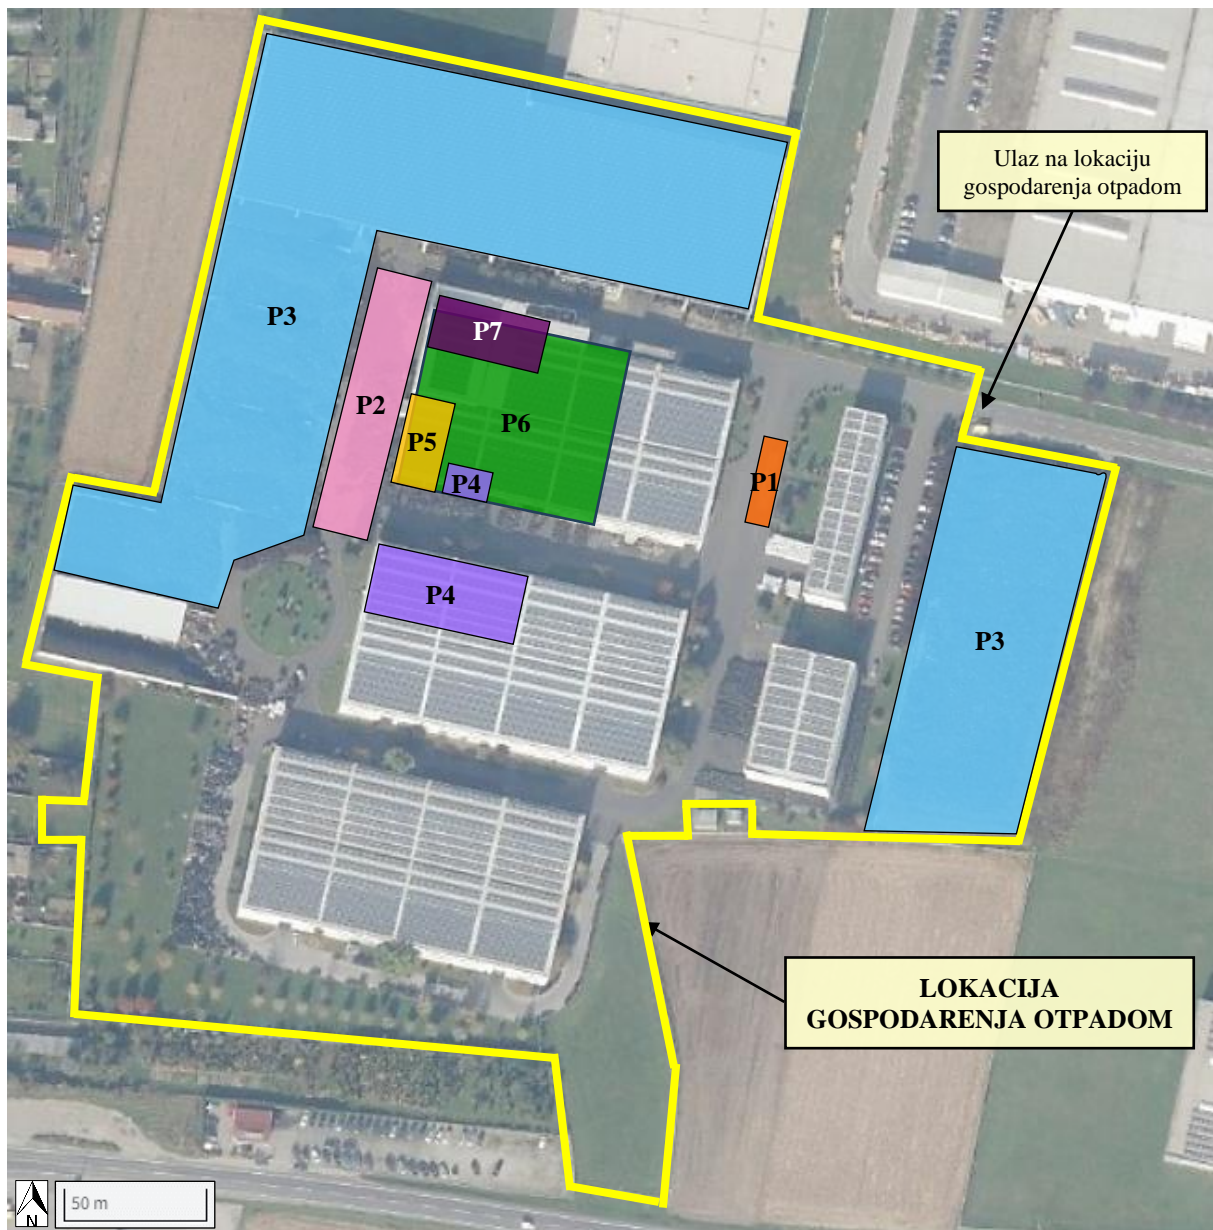 Ulaz na lokaciju
gospodarenja otpadom
P3
P7
P2
P6
P5
P4
P1
P4
P3
LOKACIJA
GOSPODARENJA OTPADOM
N
50 m